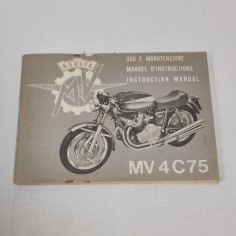 AGUSTA
MV
USO E MANUTENZIONE
MANUEL D'INSTRUCTIONS
INSTRUCTION MANUAL
MV 4C75